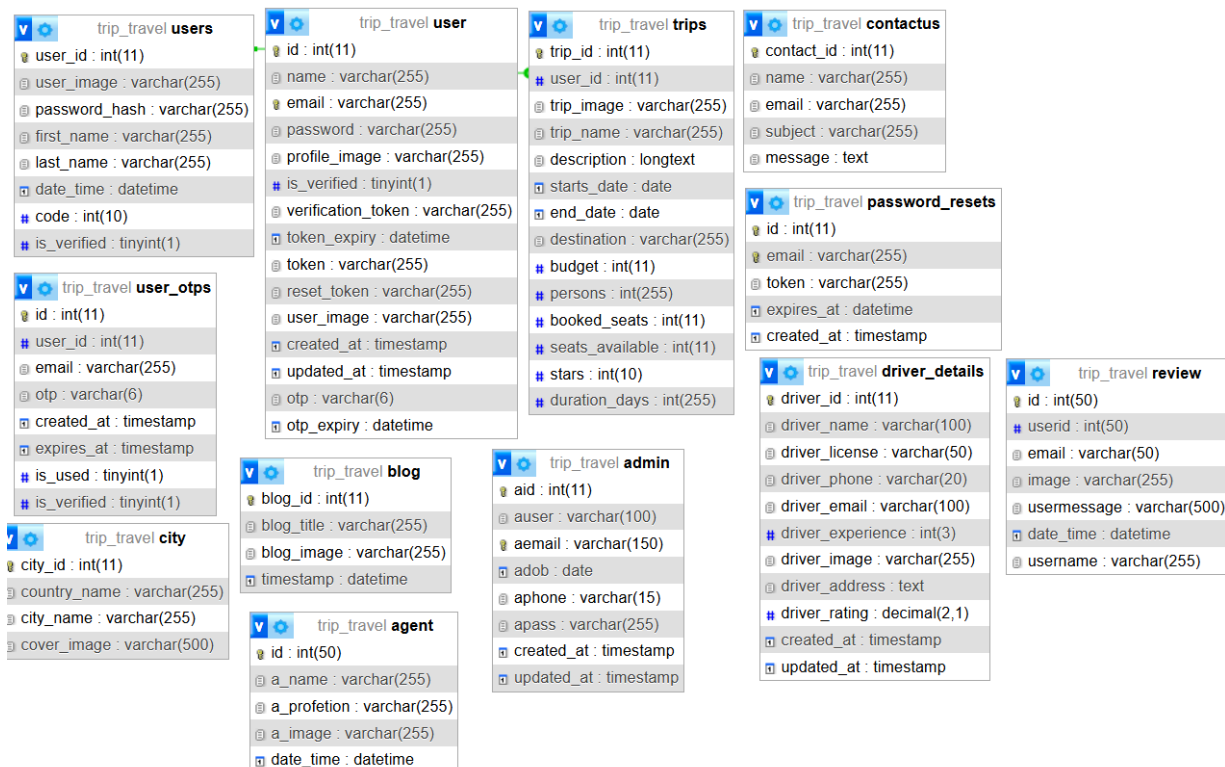 trip_travel users
user_id : int(11)
user_image : varchar(255)
password_hash : varchar(255)
first_name : varchar(255)
last_name : varchar(255)
date_time : datetime
code : int(10)
is_verified : tinyint(1)
trip_travel user
id : int(11)
name : varchar(255)
email : varchar(255)
password : varchar(255)
profile_image : varchar(255)
is_verified : tinyint(1)
verification_token : varchar(255)
token_expiry : datetime
token : varchar(255)
reset_token : varchar(255)
user_image : varchar(255)
created_at : timestamp
updated_at : timestamp
otp : varchar(6)
otp_expiry : datetime
trip_travel trips
trip_id : int(11)
user_id : int(11)
trip_image : varchar(255)
trip_name : varchar(255)
description : longtext
starts_date : date
end_date : date
destination : varchar(255)
budget : int(11)
persons : int(255)
booked_seats : int(11)
seats_available : int(11)
stars : int(10)
duration_days : int(255)
trip_travel contactus
contact_id : int(11)
name : varchar(255)
email : varchar(255)
subject : varchar(255)
message : text
trip_travel password_resets
id : int(11)
email : varchar(255)
token : varchar(255)
expires_at : datetime
created_at : timestamp
trip_travel user_otps
id : int(11)
user_id : int(11)
email : varchar(255)
otp : varchar(6)
created_at : timestamp
expires_at : timestamp
is_used : tinyint(1)
is_verified : tinyint(1)
trip_travel driver_details
driver_id : int(11)
driver_name : varchar(100)
driver_license : varchar(50)
driver_phone : varchar(20)
driver_email : varchar(100)
driver_experience : int(3)
driver_image : varchar(255)
driver_address : text
driver_rating : decimal(2,1)
created_at : timestamp
updated_at : timestamp
trip_travel review
id : int(50)
userid : int(50)
email : varchar(50)
image : varchar(255)
usermessage : varchar(500)
date_time : datetime
username : varchar(255)
trip_travel blog
blog_id : int(11)
blog_title : varchar(255)
blog_image : varchar(255)
timestamp : datetime
trip_travel admin
aid : int(11)
auser : varchar(100)
aemail : varchar(150)
adob : date
aphone : varchar(15)
apass : varchar(255)
created_at : timestamp
updated_at : timestamp
trip_travel city
city_id : int(11)
country_name : varchar(255)
city_name : varchar(255)
cover_image : varchar(500)
trip_travel agent
id : int(50)
a_name : varchar(255)
a_profetion : varchar(255)
a_image : varchar(255)
date_time : datetime